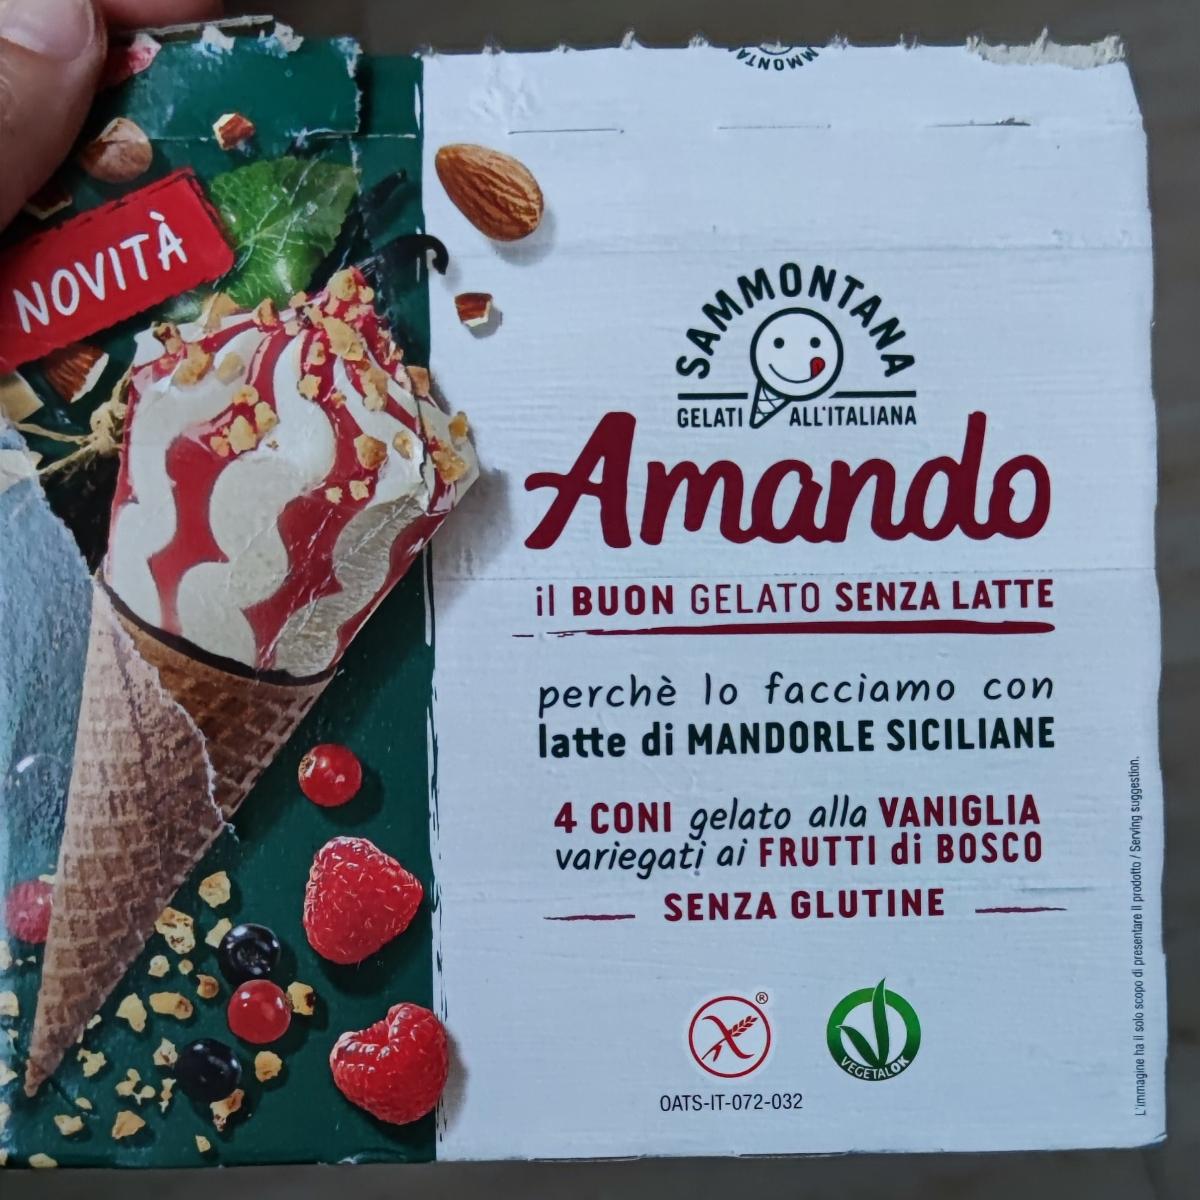 NOVITÀ
SAMMONTANA
GELATI ALL'ITALIANA
Amando
il BUON GELATO SENZA LATTE
perchè lo facciamo con
latte di MANDORLE SICILIANE
4 CONI gelato alla VANIGLIA
variegati ai FRUTTI di BOSCO
SENZA GLUTINE
®
VEGETALOK
OATS-IT-072-032
L'immagine ha il solo scopo di presentare il prodotto / Serving suggestion.